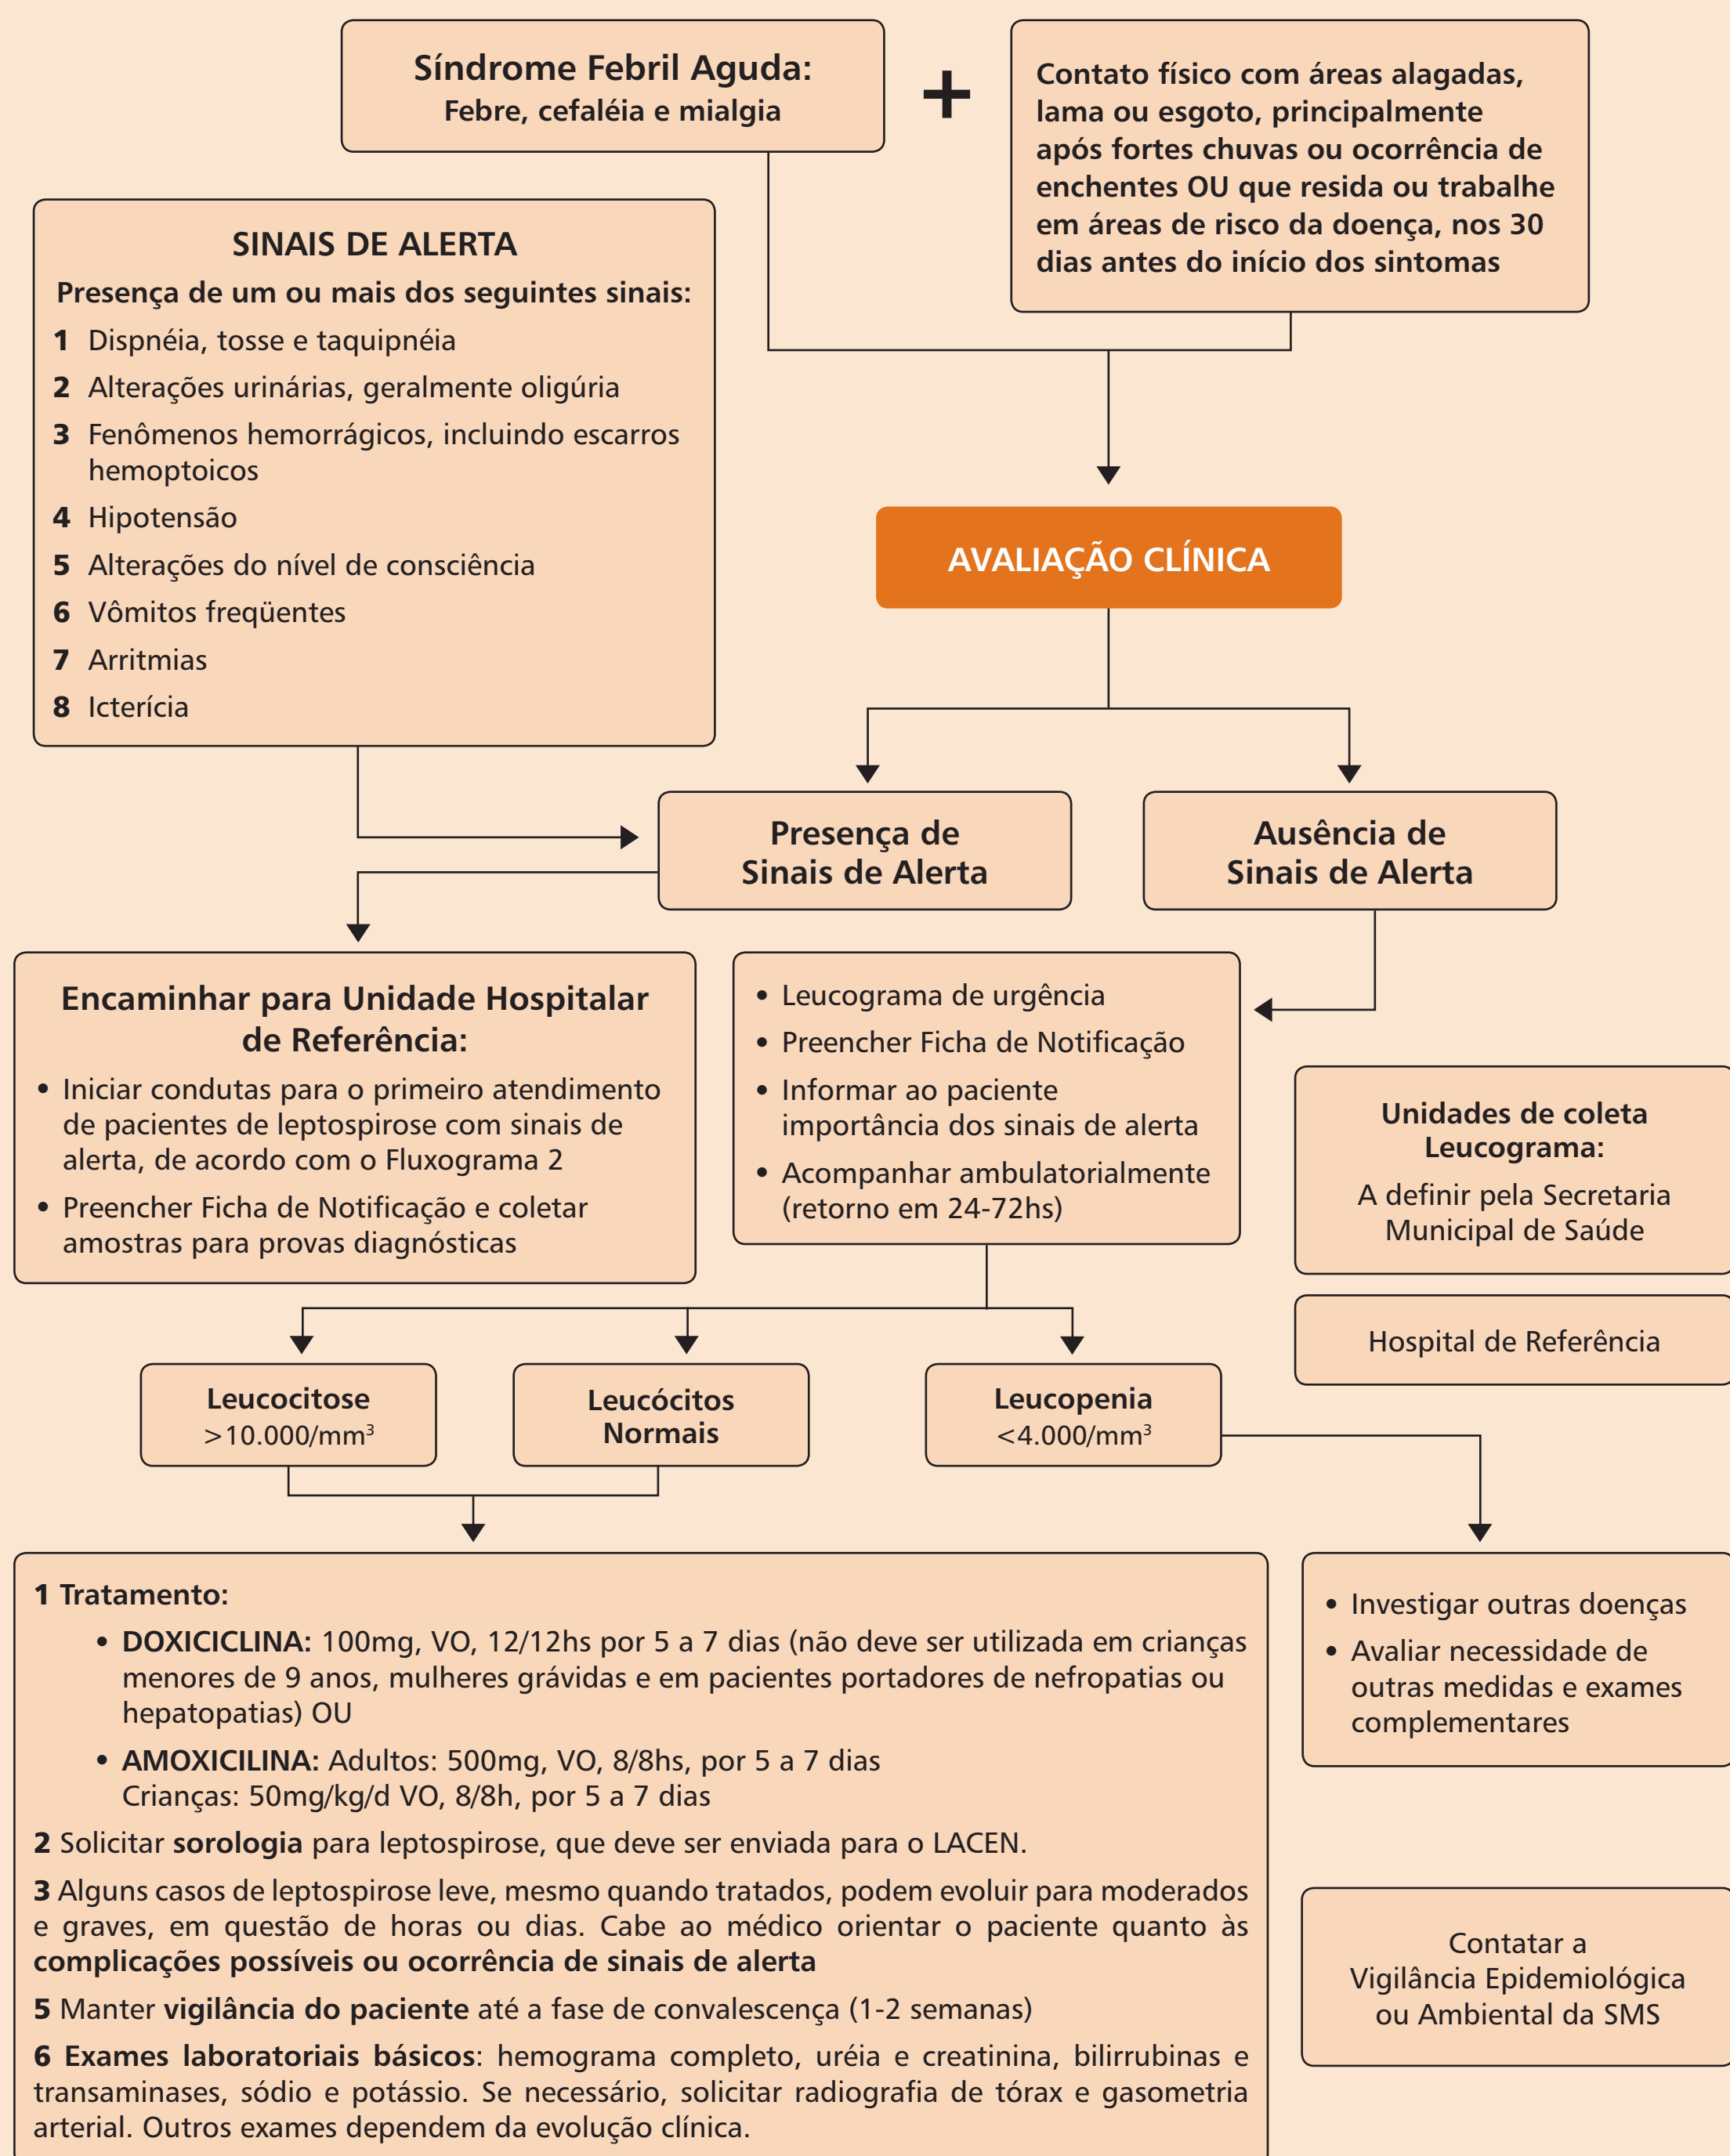 Síndrome Febril Aguda:
Febre, cefaléia e mialgia
+
Contato físico com áreas alagadas,
lama ou esgoto, principalmente
após fortes chuvas ou ocorrência de
enchentes OU que resida ou trabalhe
em áreas de risco da doença, nos 30
dias antes do início dos sintomas
SINAIS DE ALERTA
Presença de um ou mais dos seguintes sinais:
1 Dispnéia, tosse e taquipnéia
2 Alterações urinárias, geralmente oligúria
3 Fenômenos hemorrágicos, incluindo escarros
hemoptoicos
4 Hipotensão
5 Alterações do nível de consciência
6 Vômitos freqüentes
7 Arritmias
8 Icterícia
AVALIAÇÃO CLÍNICA
Presença de
Sinais de Alerta
Ausência de
Sinais de Alerta
Encaminhar para Unidade Hospitalar
de Referência:
• Iniciar condutas para o primeiro atendimento
de pacientes de leptospirose com sinais de
alerta, de acordo com o Fluxograma 2
• Preencher Ficha de Notificação e coletar
amostras para provas diagnósticas
• Leucograma de urgência
• Preencher Ficha de Notificação
• Informar ao paciente
importância dos sinais de alerta
• Acompanhar ambulatorialmente
(retorno em 24-72hs)
Unidades de coleta
Leucograma:
A definir pela Secretaria
Municipal de Saúde
Hospital de Referência
Leucocitose
>10.000/mm³
Leucócitos
Normais
Leucopenia
<4.000/mm³
1 Tratamento:
• DOXICICLINA: 100mg, VO, 12/12hs por 5 a 7 dias (não deve ser utilizada em crianças
menores de 9 anos, mulheres grávidas e em pacientes portadores de nefropatias ou
hepatopatias) OU
• AMOXICILINA: Adultos: 500mg, VO, 8/8hs, por 5 a 7 dias
Crianças: 50mg/kg/d VO, 8/8h, por 5 a 7 dias
2 Solicitar sorologia para leptospirose, que deve ser enviada para o LACEN.
3 Alguns casos de leptospirose leve, mesmo quando tratados, podem evoluir para moderados
e graves, em questão de horas ou dias. Cabe ao médico orientar o paciente quanto às
complicações possíveis ou ocorrência de sinais de alerta
5 Manter vigilância do paciente até a fase de convalescença (1-2 semanas)
6 Exames laboratoriais básicos: hemograma completo, uréia e creatinina, bilirrubinas e
transaminases, sódio e potássio. Se necessário, solicitar radiografia de tórax e gasometria
arterial. Outros exames dependem da evolução clínica.
• Investigar outras doenças
• Avaliar necessidade de
outras medidas e exames
complementares
Contatar a
Vigilância Epidemiológica
ou Ambiental da SMS